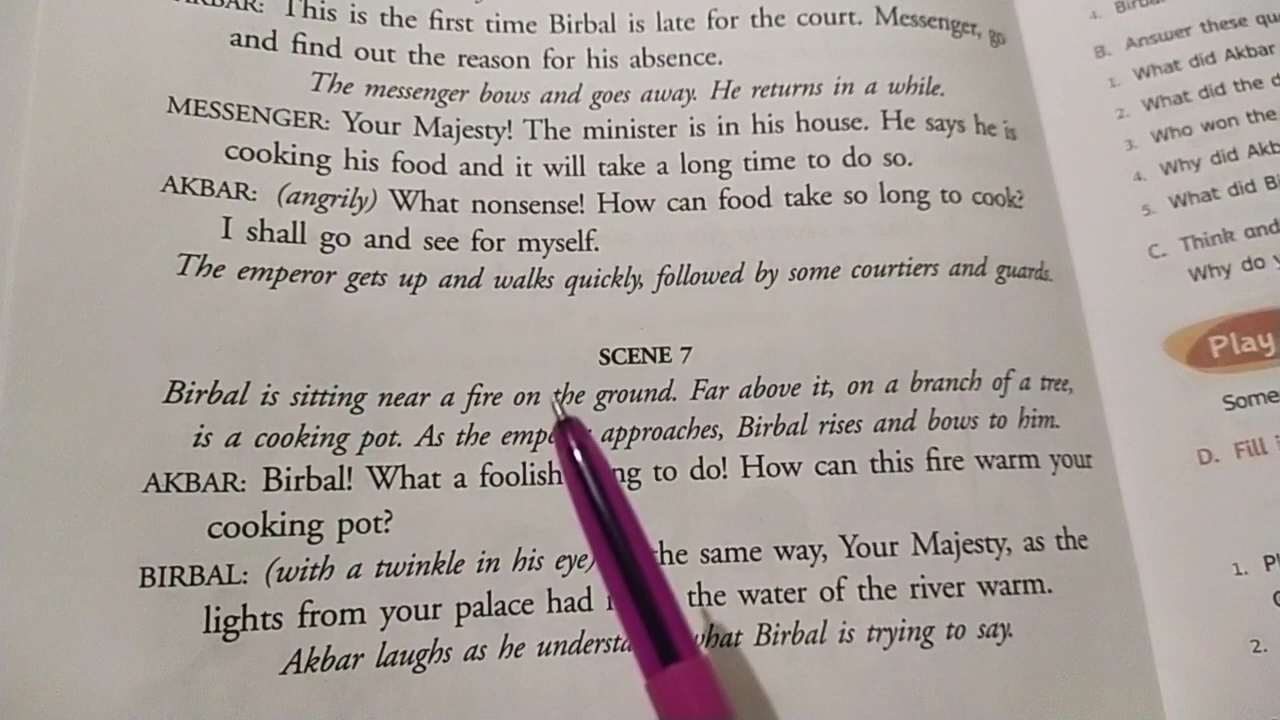 AKBAR: This is the first time Birbal is late for the court. Messenger, go
and find out the reason for his absence.
The messenger bows and goes away. He returns in a while.
MESSENGER: Your Majesty! The minister is in his house. He says he is
cooking his food and it will take a long time to do so.
AKBAR: (angrily) What nonsense! How can food take so long to cook?
I shall go and see for myself.
The emperor gets up and walks quickly, followed by some courtiers and guards.
SCENE 7
Birbal is sitting near a fire on the ground. Far above it, on a branch of a tree,
is a cooking pot. As the approaches, Birbal rises and bows to him.
AKBAR: Birbal! What a foolish to do! How can this fire warm your
cooking pot?
BIRBAL: (with a twinkle in his eye) same way, Your Majesty, as the
lights from your palace had the water of the river warm.
Akbar laughs as he what Birbal is trying to say.
4.
B. Answer these
1. What did Akbar
2. What did the
3. Who won the
4. Why did
5. What did
C. Think and
Why do
Play
Some
D. Fill
1.
2.